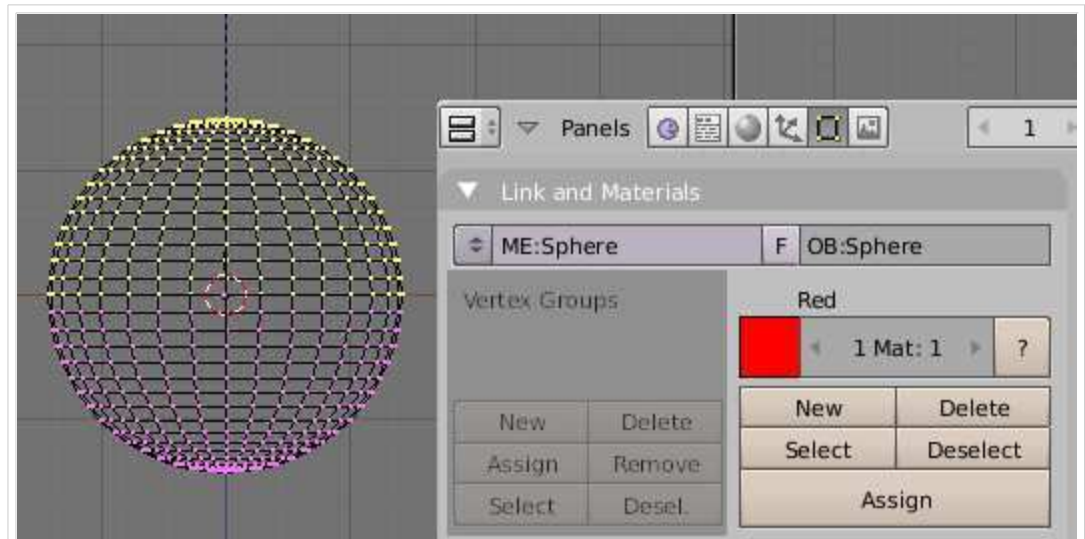 Panels
1
Link and Materials
ME:Sphere
F
OB:Sphere
Vertex Groups
Red
1 Mat: 1
?
New
Delete
Assign
Remove
Select
Desel.
New
Delete
Select
Deselect
Assign